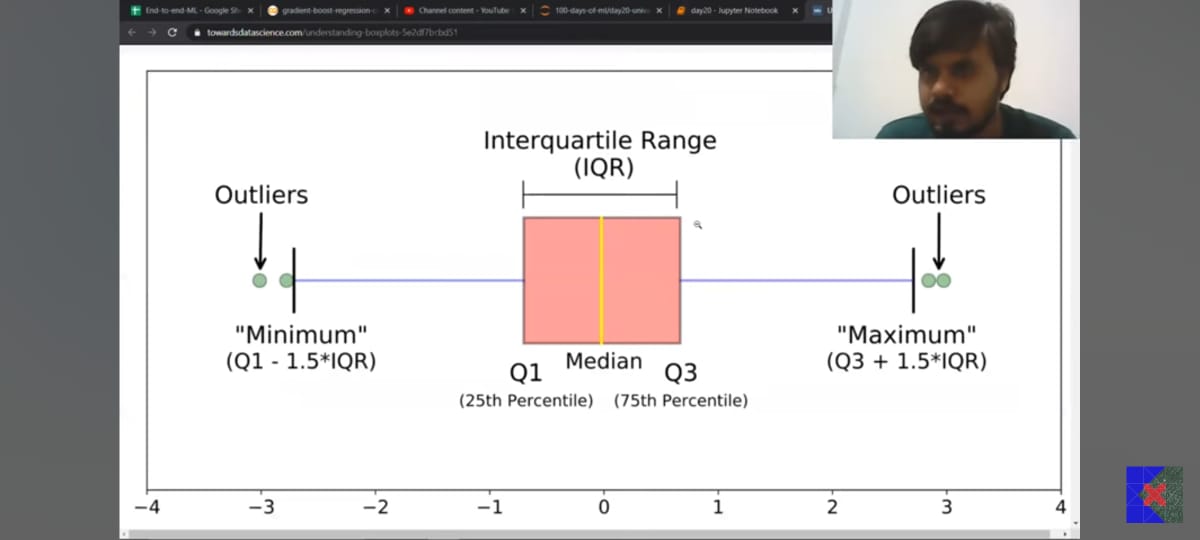 End-to-end-ML - Google Sh
gradient-boost-regression-c
Channel content - YouTube
100-days-of-ml/day20-univ
day20 - Jupyter Notebook
U
towardsdatascience.com/understanding-boxplots-5e2df7bcbd51
Interquartile Range
(IQR)
Outliers
Outliers
"Minimum"
(Q1 - 1.5*IQR)
"Maximum"
(Q3 + 1.5*IQR)
Q1
Median
Q3
(25th Percentile)
(75th Percentile)
−4
−3
−2
−1
0
1
2
3
4